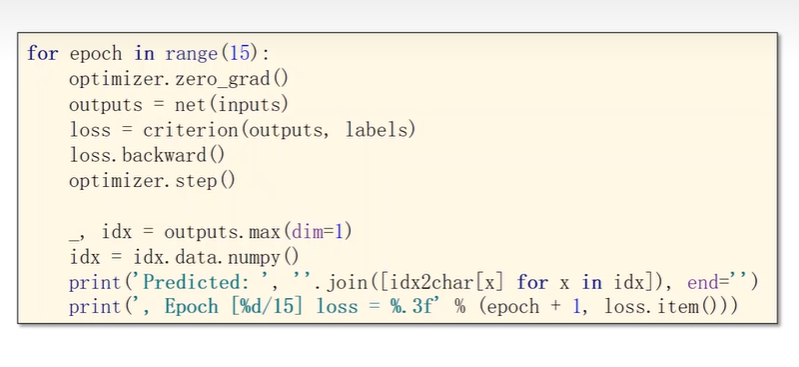 for epoch in range(15):
    optimizer.zero_grad()
    outputs = net(inputs)
    loss = criterion(outputs, labels)
    loss.backward()
    optimizer.step()

    _, idx = outputs.max(dim=1)
    idx = idx.data.numpy()
    print('Predicted: ', ''.join([idx2char[x] for x in idx]), end='')
    print(', Epoch [%d/15] loss = %.3f' % (epoch + 1, loss.item()))